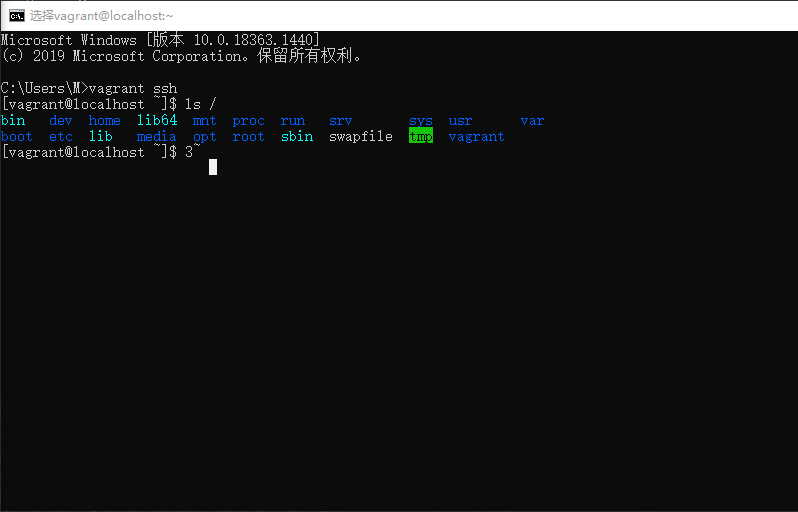 选择vagrant@localhost:~
Microsoft Windows [版本 10.0.18363.1440]
(c) 2019 Microsoft Corporation。保留所有权利。
C:\Users\M>vagrant ssh
[vagrant@localhost ~]$ ls /
bin dev home lib64 mnt proc run srv sys usr var
boot etc lib media opt root sbin swapfile tmp vagrant
[vagrant@localhost ~]$ 3~